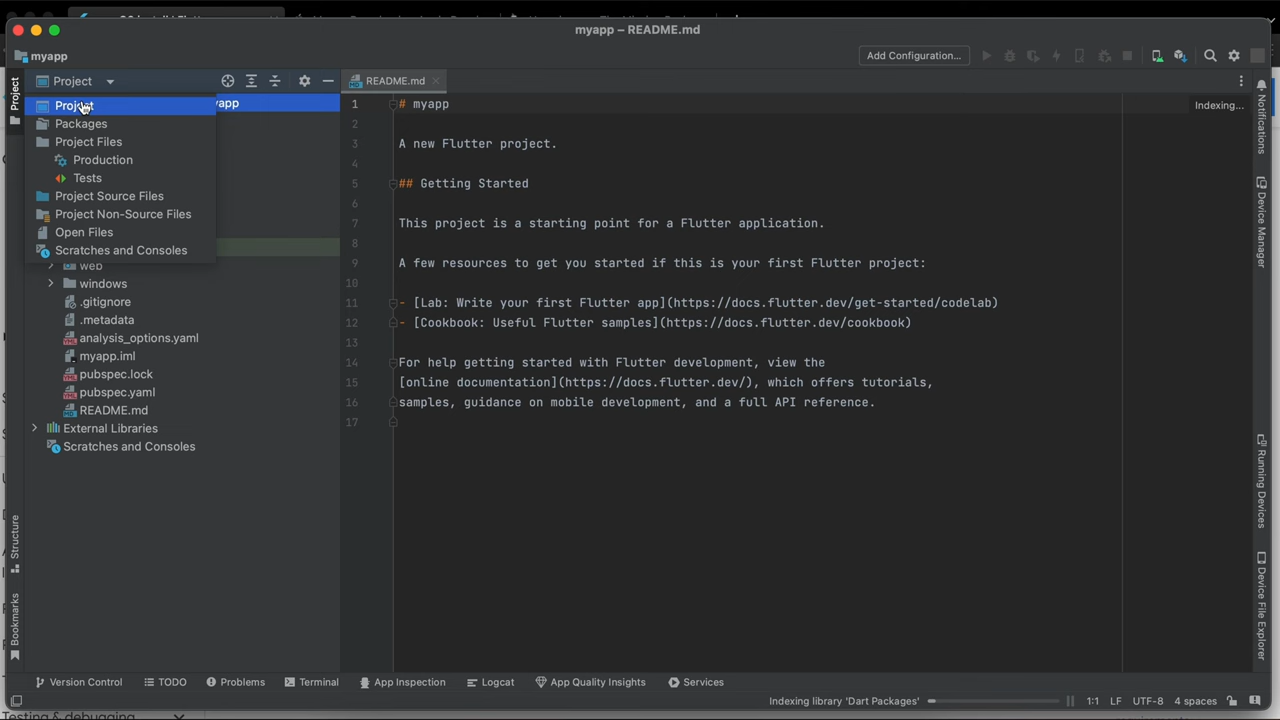 myapp – README.md
myapp
Add Configuration...
Project
README.md
Project
Project
yapp
Packages
Project Files
Production
Tests
Project Source Files
Project Non-Source Files
Open Files
Scratches and Consoles
web
windows
.gitignore
.metadata
analysis_options.yaml
myapp.iml
pubspec.lock
pubspec.yaml
README.md
External Libraries
Scratches and Consoles
1 # myapp
2
3 A new Flutter project.
4
5 ## Getting Started
6
7 This project is a starting point for a Flutter application.
8
9 A few resources to get you started if this is your first Flutter project:
10
11 - [Lab: Write your first Flutter app](https://docs.flutter.dev/get-started/codelab)
12 - [Cookbook: Useful Flutter samples](https://docs.flutter.dev/cookbook)
13
14 For help getting started with Flutter development, view the
15 [online documentation](https://docs.flutter.dev/), which offers tutorials,
16 samples, guidance on mobile development, and a full API reference.
17
Indexing...
Notifications
Device Manager
Running Devices
Device File Explorer
Structure
Bookmarks
Version Control
TODO
Problems
Terminal
App Inspection
Logcat
App Quality Insights
Services
Indexing library 'Dart Packages'
1:1 LF UTF-8 4 spaces
Testing & debugging